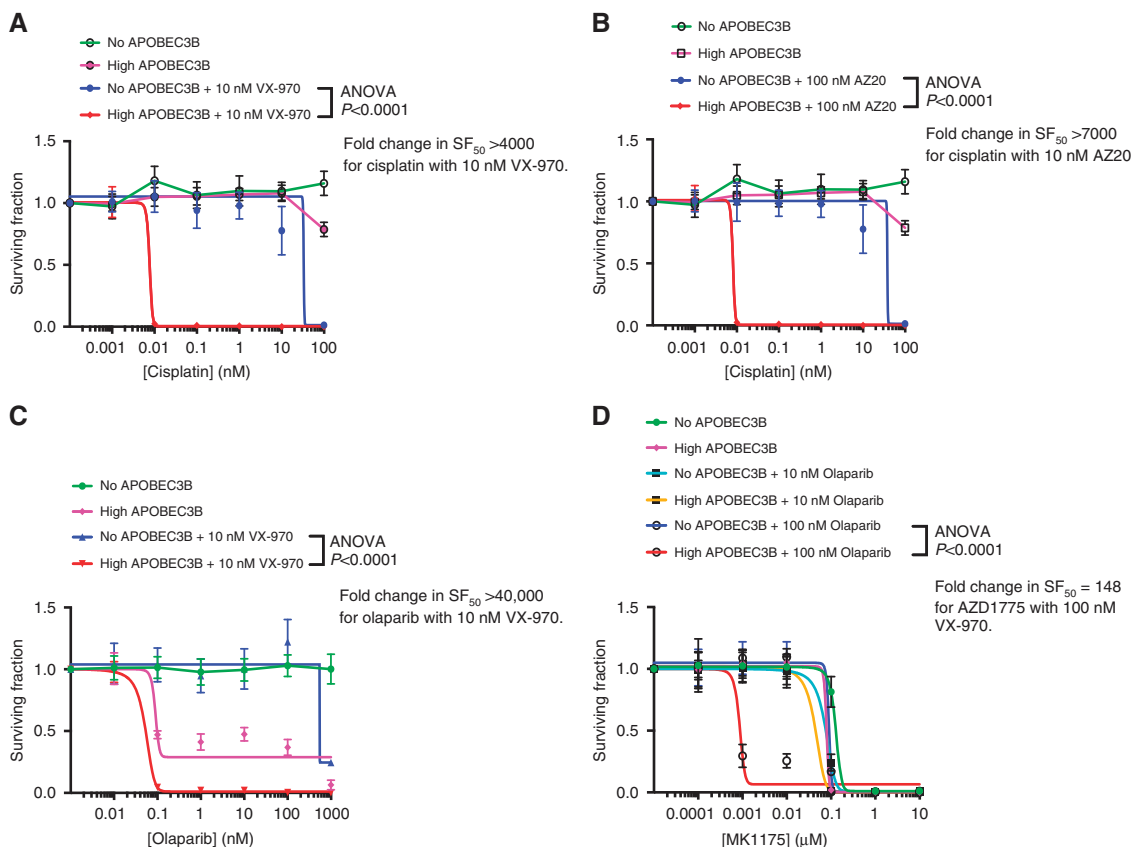 A
No APOBEC3B
High APOBEC3B
No APOBEC3B + 10 nM VX-970
High APOBEC3B + 10 nM VX-970
ANOVA
P<0.0001
Fold change in SF50 >4000
for cisplatin with 10 nM VX-970.
Surviving fraction
1.5
1.0
0.5
0.0
0.001 0.01 0.1 1 10 100
[Cisplatin] (nM)
B
No APOBEC3B
High APOBEC3B
No APOBEC3B + 100 nM AZ20
High APOBEC3B + 100 nM AZ20
ANOVA
P<0.0001
Fold change in SF50 >7000
for cisplatin with 10 nM AZ20
Surviving fraction
1.5
1.0
0.5
0.0
0.001 0.01 0.1 1 10 100
[Cisplatin] (nM)
C
No APOBEC3B
High APOBEC3B
No APOBEC3B + 10 nM VX-970
High APOBEC3B + 10 nM VX-970
ANOVA
P<0.0001
Fold change in SF50 >40,000
for olaparib with 10 nM VX-970.
Surviving fraction
1.5
1.0
0.5
0.0
0.01 0.1 1 10 100 1000
[Olaparib] (nM)
D
No APOBEC3B
High APOBEC3B
No APOBEC3B + 10 nM Olaparib
High APOBEC3B + 10 nM Olaparib
No APOBEC3B + 100 nM Olaparib
High APOBEC3B + 100 nM Olaparib
ANOVA
P<0.0001
Fold change in SF50 = 148
for AZD1775 with 100 nM
VX-970.
Surviving fraction
1.5
1.0
0.5
0.0
0.0001 0.001 0.01 0.1 1 10
[MK1175] (μM)